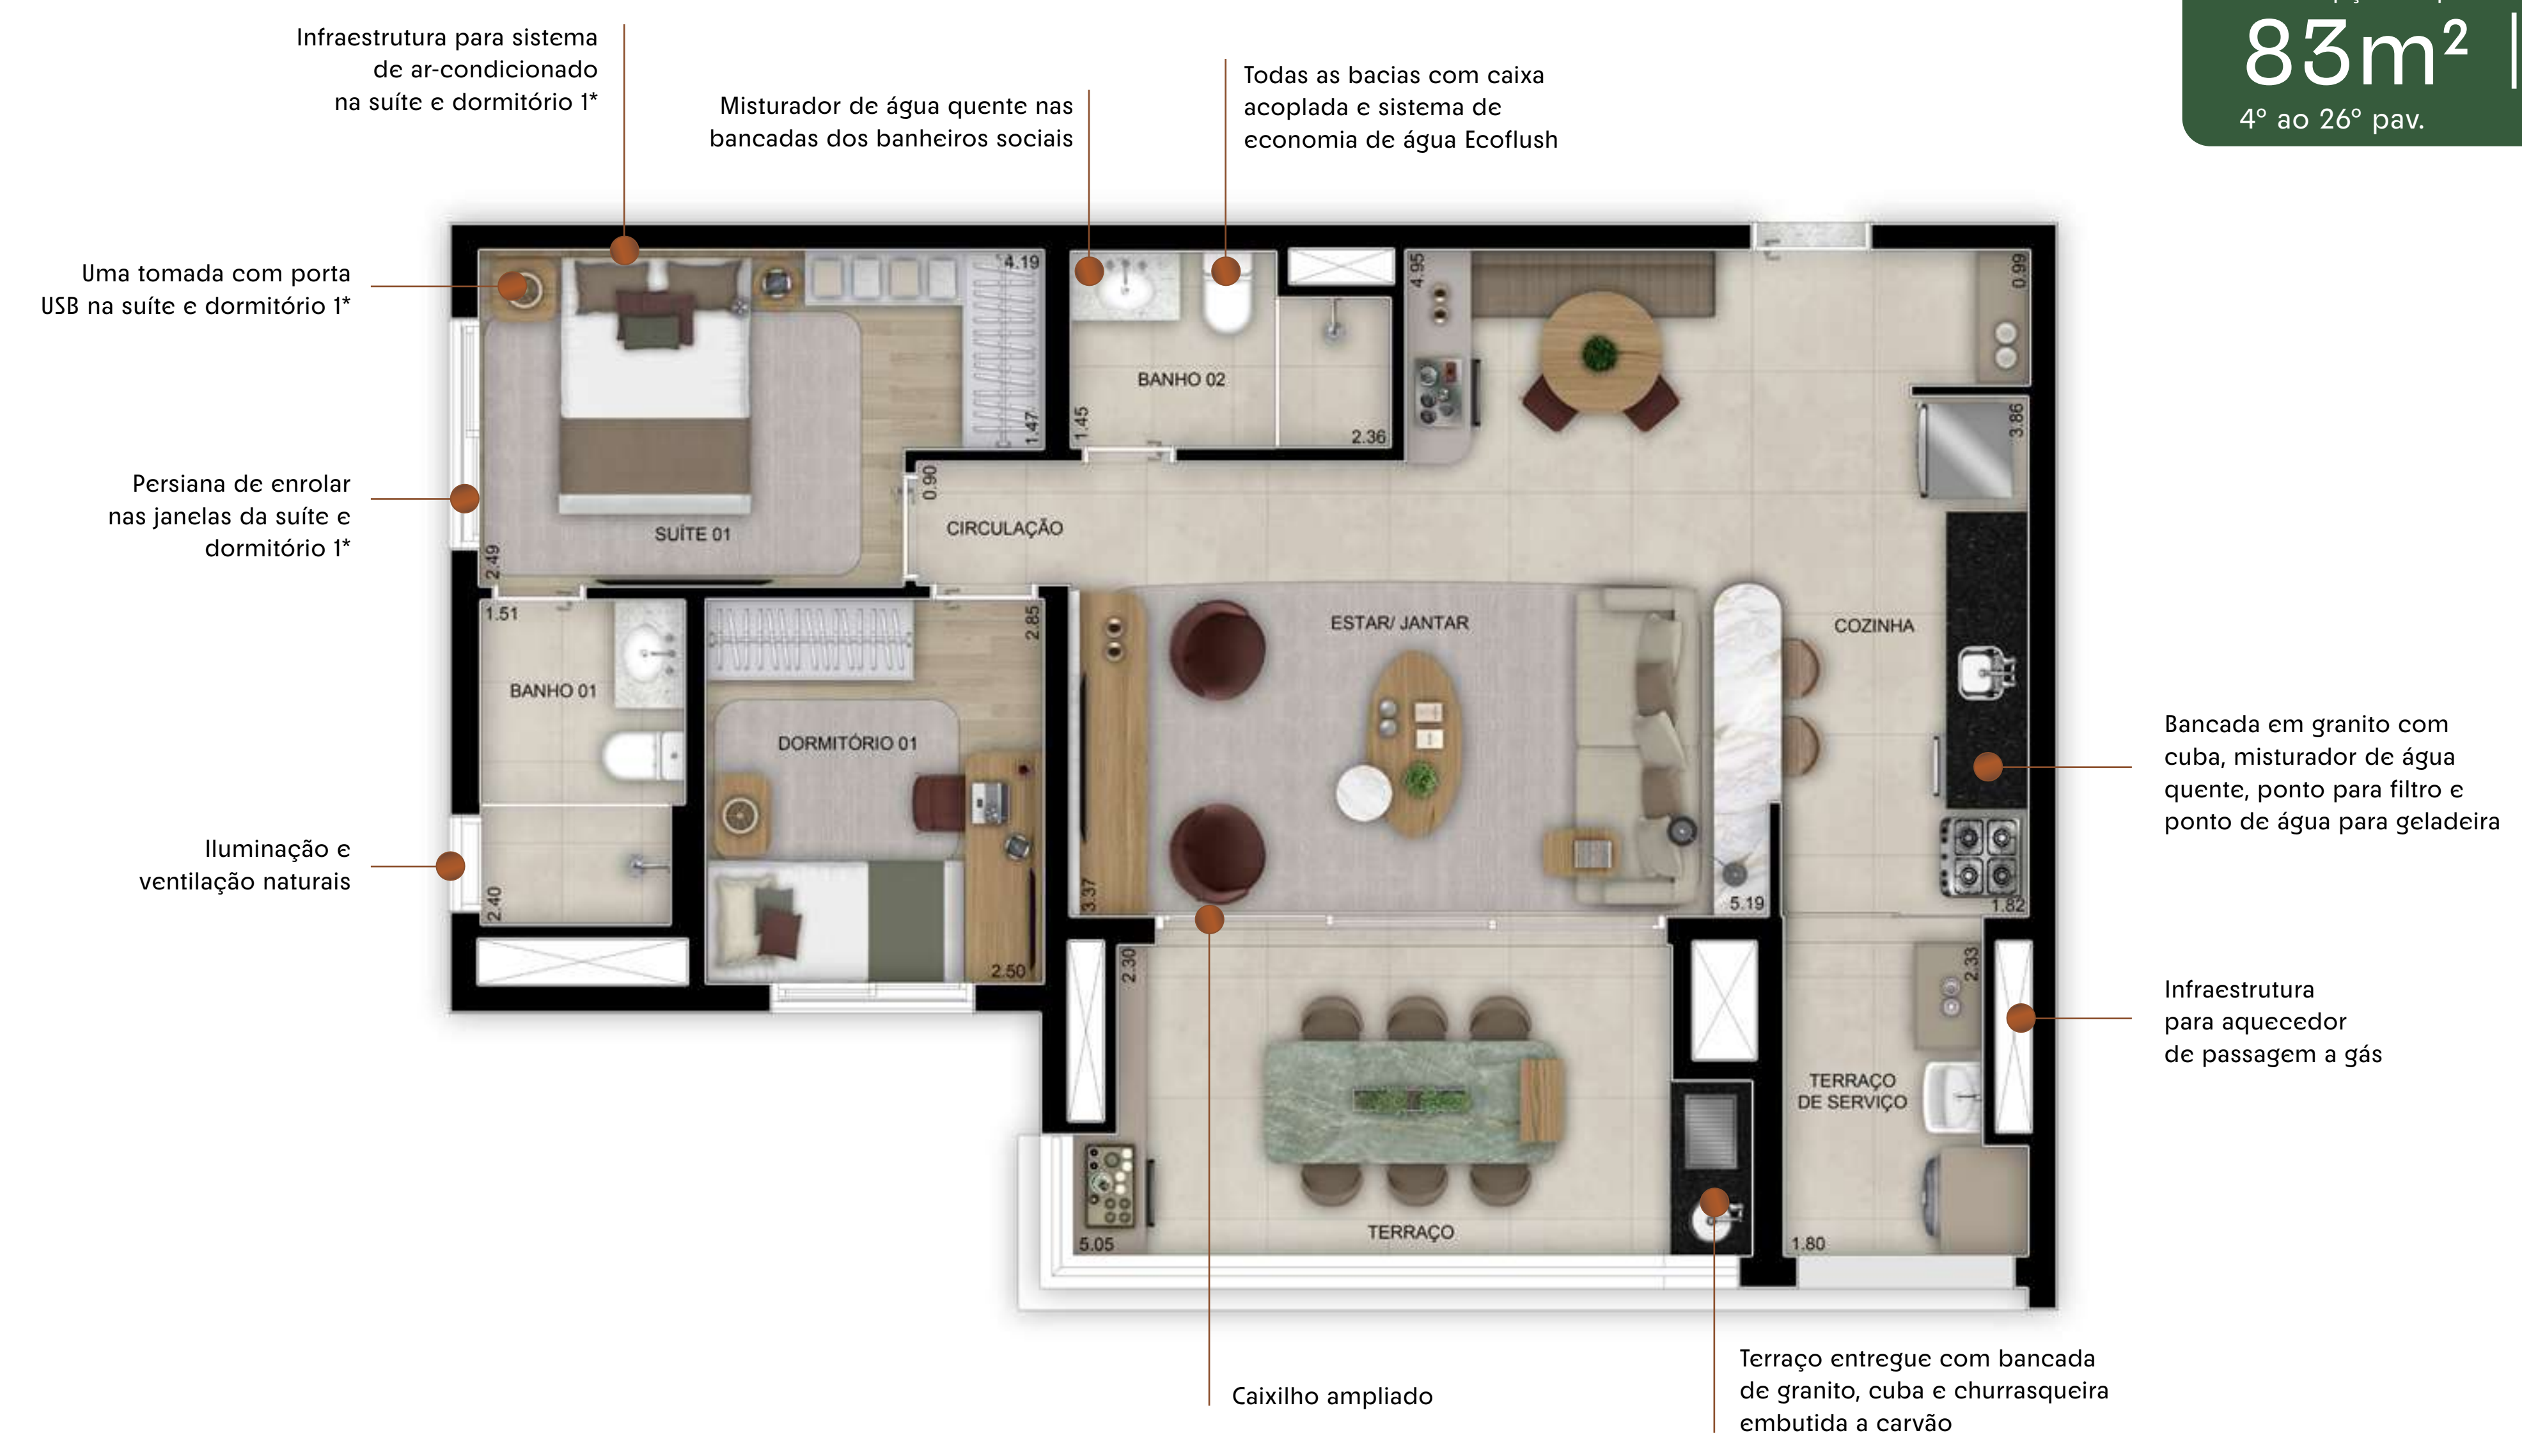 83m²
4º ao 26º pav.
Infraestrutura para sistema
de ar-condicionado
na suíte e dormitório 1*
Misturador de água quente nas
bancadas dos banheiros sociais
Todas as bacias com caixa
acoplada e sistema de
economia de água Ecoflush
Uma tomada com porta
USB na suíte e dormitório 1*
Persiana de enrolar
nas janelas da suíte e
dormitório 1*
Iluminação e
ventilação naturais
4.19
1.47
2.49
SUÍTE 01
1.45
BANHO 02
2.36
4.95
0.99
3.86
0.90
CIRCULAÇÃO
1.51
BANHO 01
2.40
2.85
DORMITÓRIO 01
2.50
ESTAR/ JANTAR
3.37
5.19
COZINHA
1.82
2.30
TERRAÇO
5.05
2.33
TERRAÇO
DE SERVIÇO
1.80
Bancada em granito com
cuba, misturador de água
quente, ponto para filtro e
ponto de água para geladeira
Infraestrutura
para aquecedor
de passagem a gás
Caixilho ampliado
Terraço entregue com bancada
de granito, cuba e churrasqueira
embutida a carvão